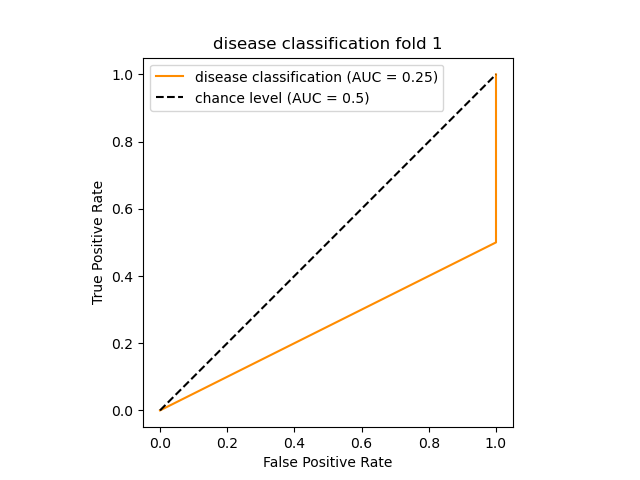 disease classification fold 1
disease classification (AUC = 0.25)
chance level (AUC = 0.5)
1.0
0.8
0.6
0.4
0.2
0.0
True Positive Rate
0.0 0.2 0.4 0.6 0.8 1.0
False Positive Rate